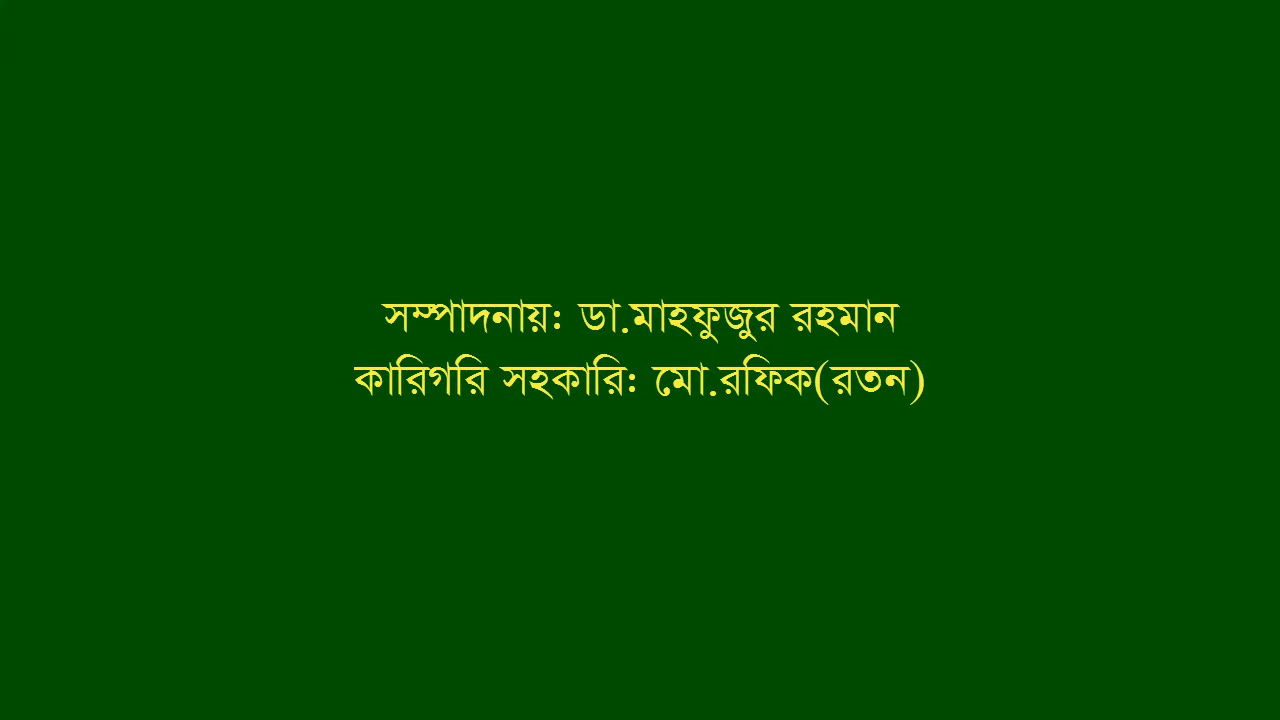 সম্পাদনায়: ডা.মাহফুজুর রহমান
কারিগরি সহকারি: মো.রফিক(রতন)